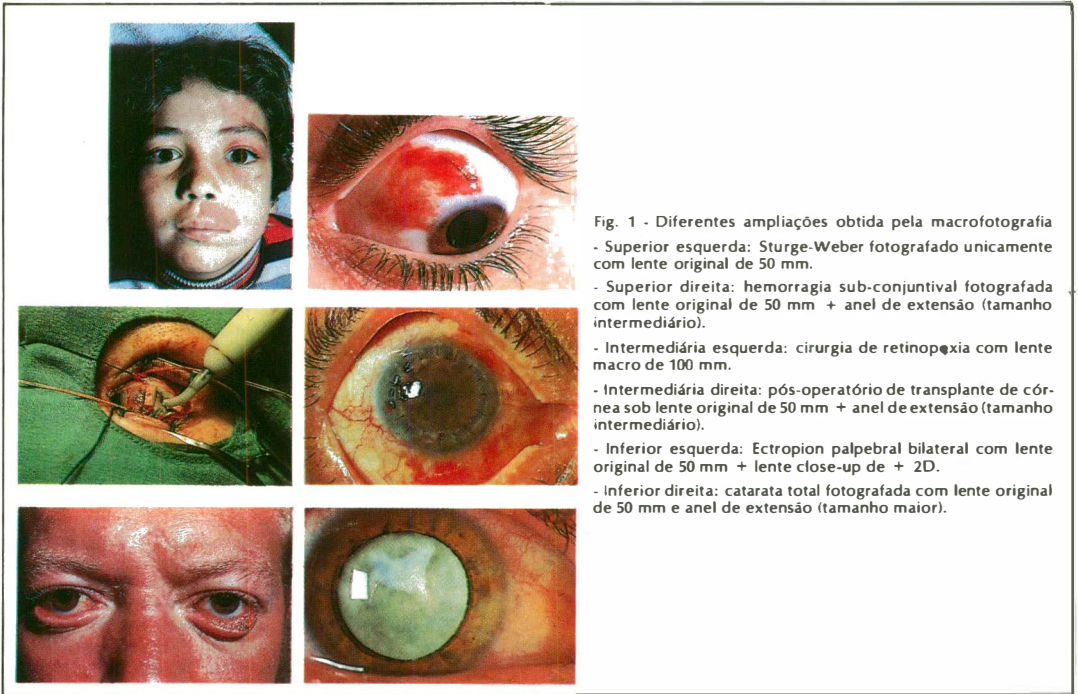 Fig. 1 - Diferentes ampliações obtida pela macrofotografia
- Superior esquerda: Sturge-Weber fotografado unicamente
com lente original de 50 mm.
- Superior direita: hemorragia sub-conjuntival fotografada
com lente original de 50 mm + anel de extensão (tamanho
intermediário).
- Intermediária esquerda: cirurgia de retinopexia com lente
macro de 100 mm.
- Intermediária direita: pós-operatório de transplante de cór-
nea sob lente original de 50 mm + anel de extensão (tamanho
intermediário).
- Inferior esquerda: Ectropion palpebral bilateral com lente
original de 50 mm + lente close-up de + 2D.
- Inferior direita: catarata total fotografada com lente original
de 50 mm e anel de extensão (tamanho maior).